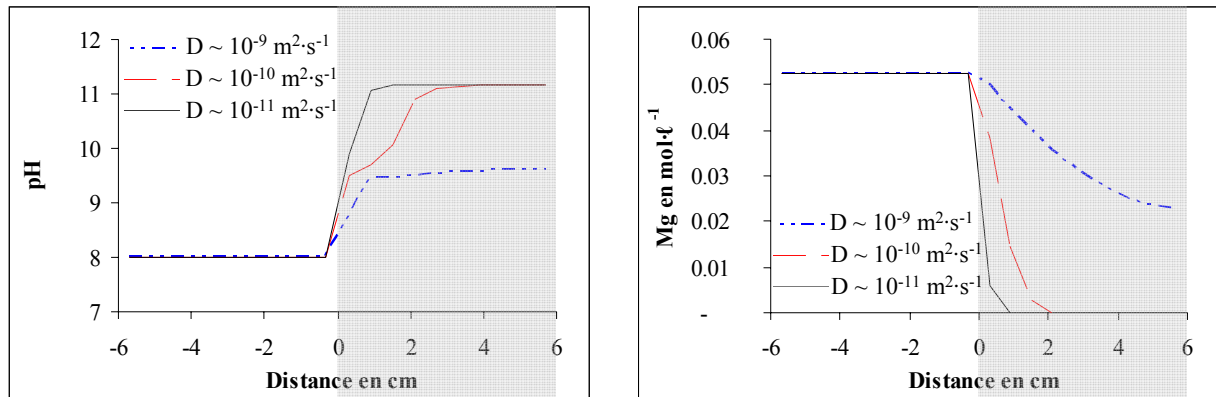 12
11
10
9
8
7
pH
D ~ 10⁻⁹ m²·s⁻¹
D ~ 10⁻¹⁰ m²·s⁻¹
D ~ 10⁻¹¹ m²·s⁻¹
-6 -4 -2 0 2 4 6
Distance en cm
0.06
0.05
0.04
0.03
0.02
0.01
-
Mg en mol·ℓ⁻¹
D ~ 10⁻⁹ m²·s⁻¹
D ~ 10⁻¹⁰ m²·s⁻¹
D ~ 10⁻¹¹ m²·s⁻¹
-6 -4 -2 0 2 4 6
Distance en cm